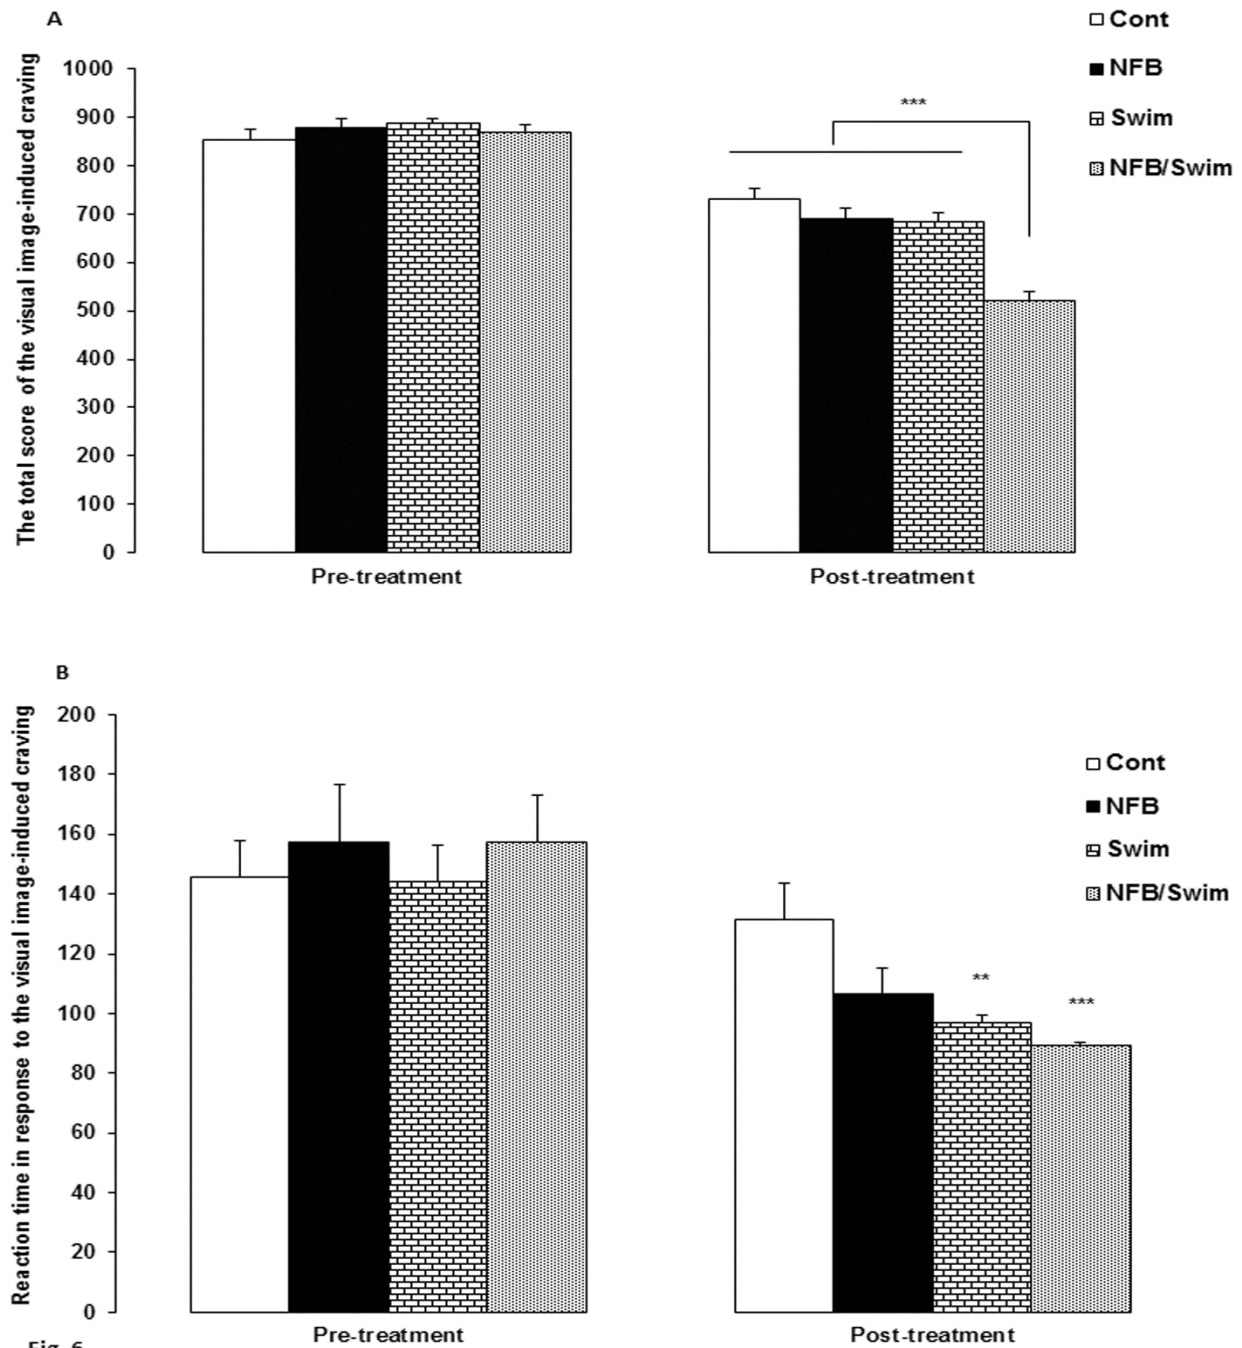 A
The total score of the visual image-induced craving
1000
900
800
700
600
500
400
300
200
100
0
***
Pre-treatment
Post-treatment
Cont
NFB
Swim
NFB/Swim
B
Reaction time in response to the visual image-induced craving
200
180
160
140
120
100
80
60
40
20
0
**
***
Pre-treatment
Post-treatment
Cont
NFB
Swim
NFB/Swim
Fig. 6